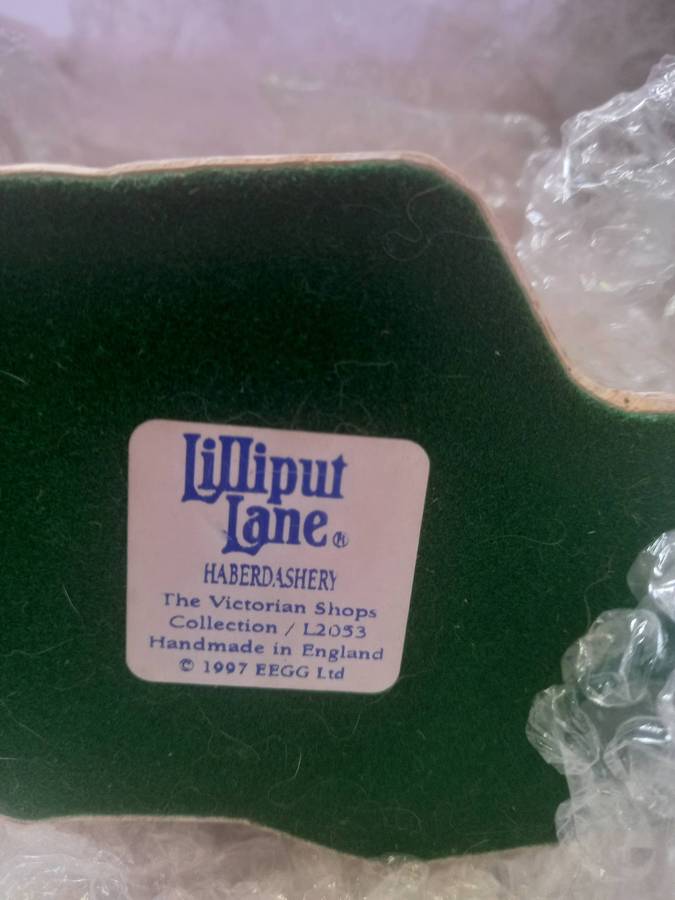 Lilliput
Lane®
HABERDASHERY
The Victorian Shops
Collection / L2053
Handmade in England
© 1997 EEGG Ltd